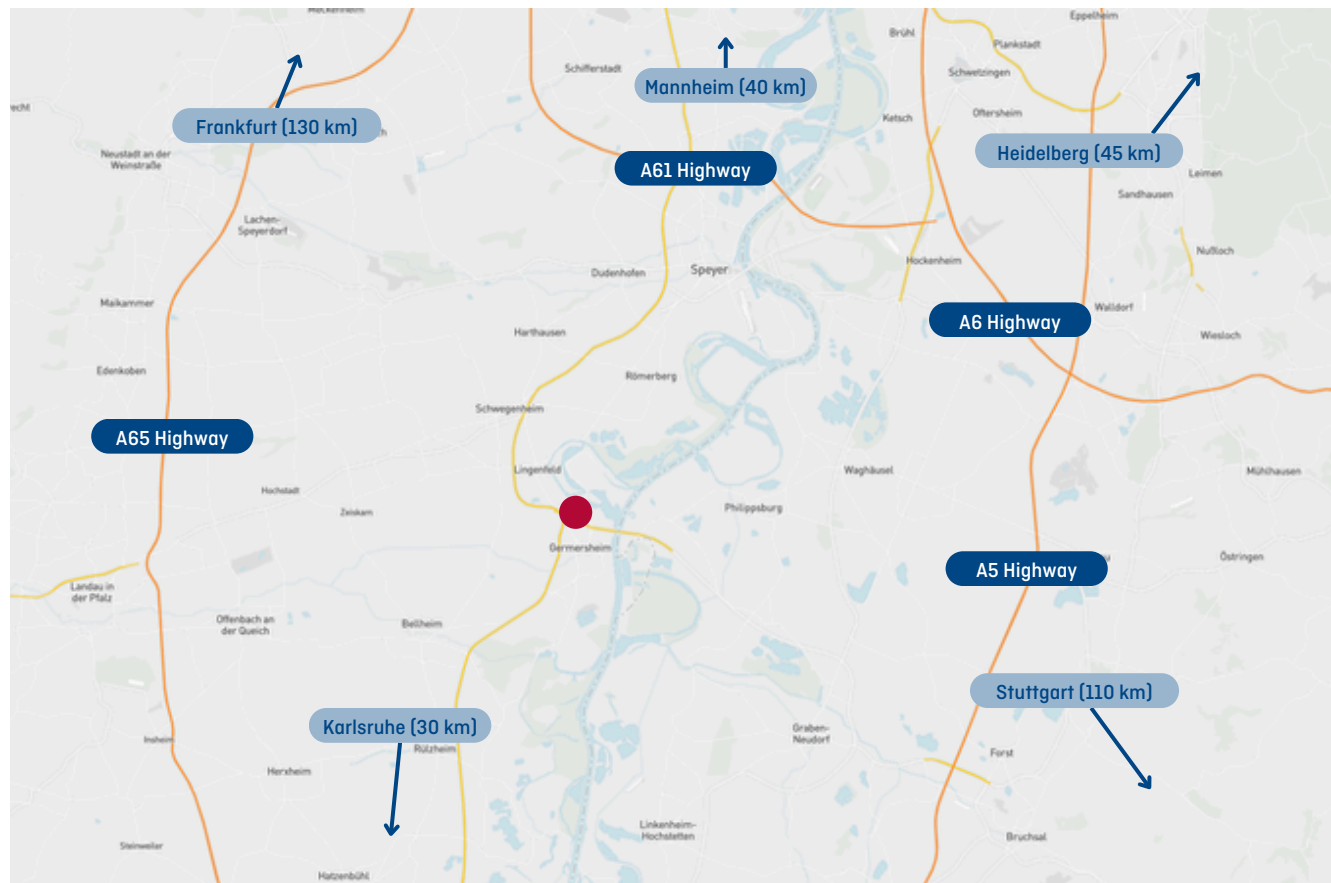 Eppelheim
Brühl
Plankstadt
Schifferstadt
Schwetzingen
Mannheim (40 km)
Oftersheim
Ketsch
Frankfurt (130 km)
Heidelberg (45 km)
Neustadt an der
Weinstraße
A61 Highway
Leimen
Sandhausen
Lachen-
Speyerdorf
Nußloch
Hockenheim
Dudenhofen
Speyer
Maikammer
Walldorf
A6 Highway
Harthausen
Wiesloch
Edenkoben
Römerberg
Schwegenheim
A65 Highway
Lingenfeld
Waghäusel
Mühlhausen
Hochstadt
Zeiskam
Philippsburg
Germersheim
Östringen
A5 Highway
Landau in
der Pfalz
Offenbach an
der Queich
Bellheim
Stuttgart (110 km)
Karlsruhe (30 km)
Graben-
Neudorf
Insheim
Rülzheim
Forst
Herxheim
Linkenheim-
Hochstetten
Bruchsal
Steinweiler
Hatzenbühl